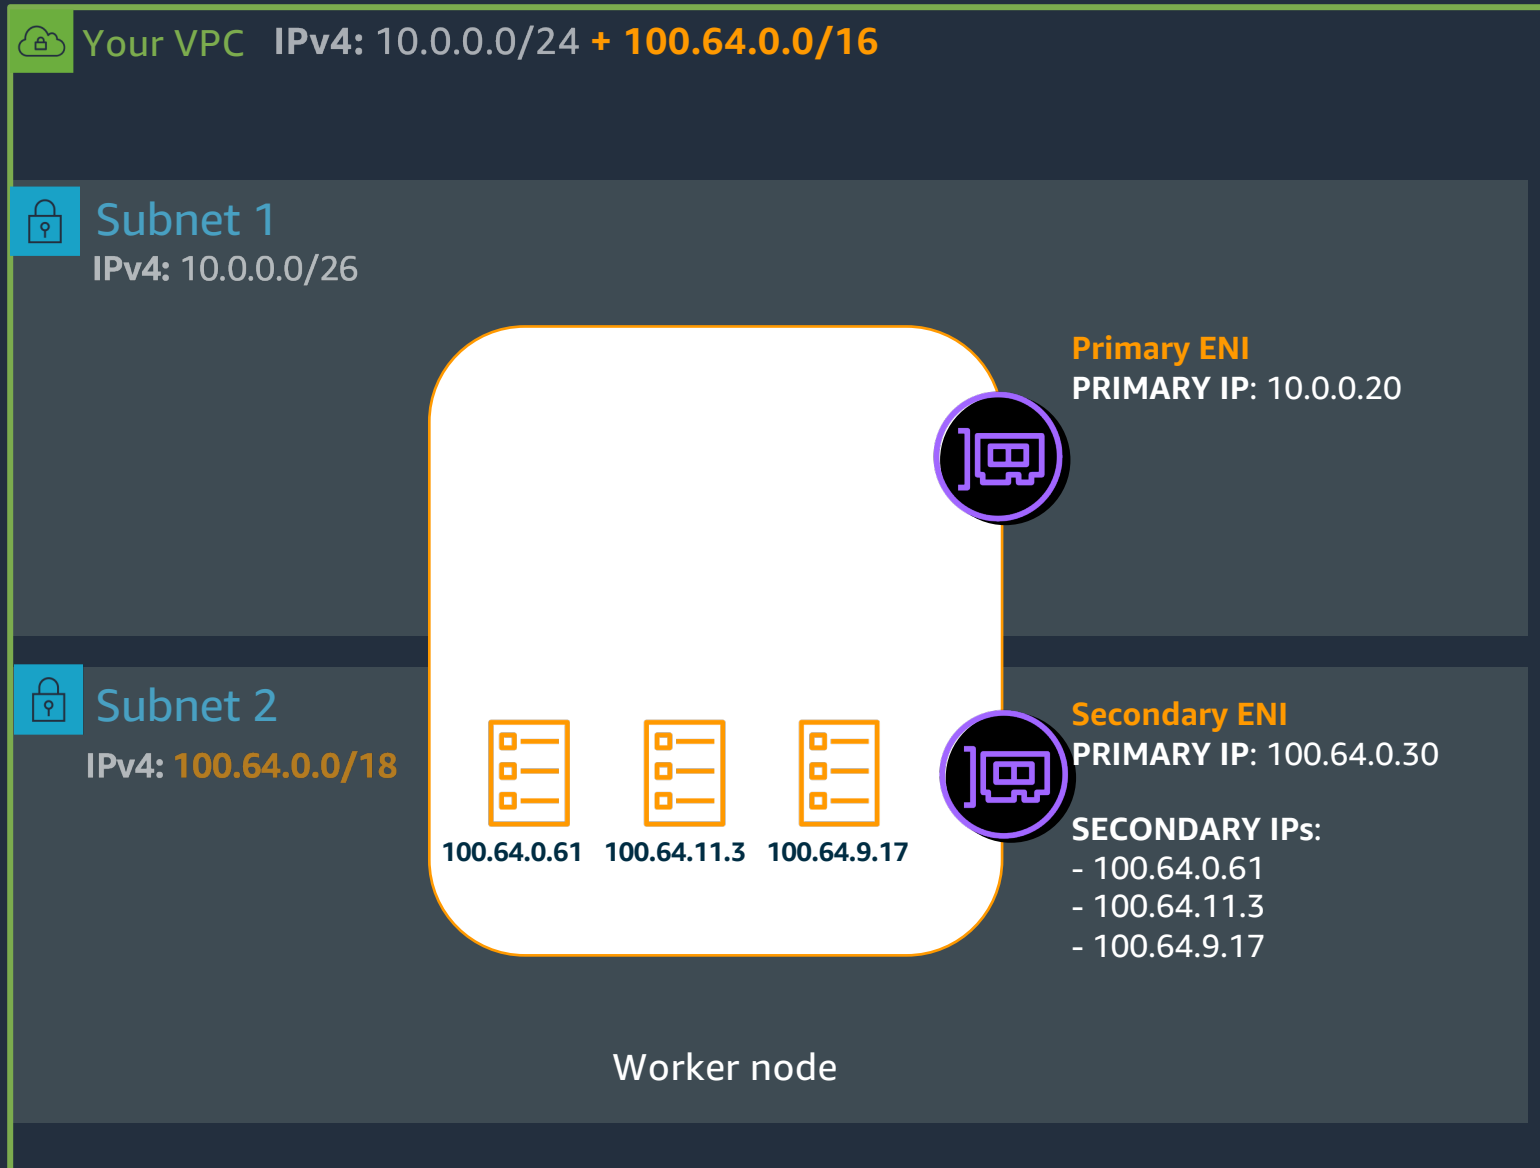 Your VPC IPv4: 10.0.0.0/24 + 100.64.0.0/16
Subnet 1
IPv4: 10.0.0.0/26
Primary ENI
PRIMARY IP: 10.0.0.20
Subnet 2
IPv4: 100.64.0.0/18
100.64.0.61 100.64.11.3 100.64.9.17
Secondary ENI
PRIMARY IP: 100.64.0.30
SECONDARY IPs:
- 100.64.0.61
- 100.64.11.3
- 100.64.9.17
Worker node